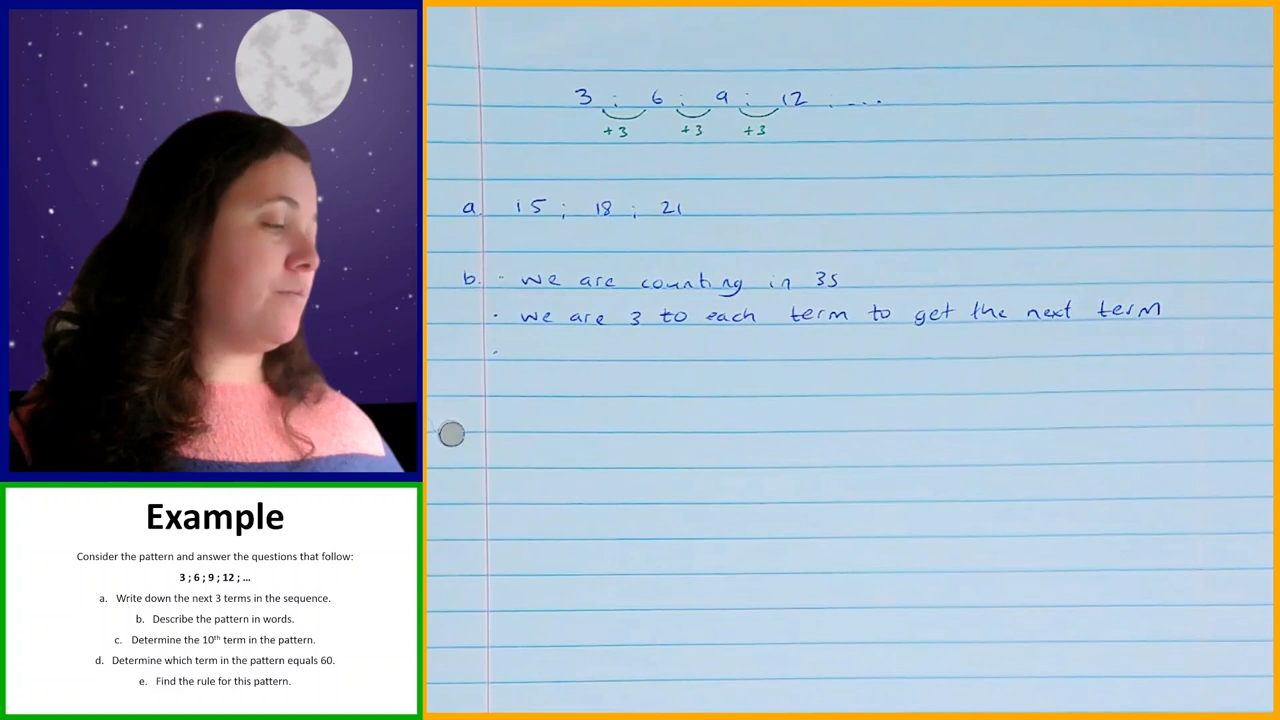 3 ; 6 ; 9 ; 12 ; ...
+3 +3 +3
a. 15 ; 18 ; 21
b. · we are counting in 3s
· we are 3 to each term to get the next term
Example
Consider the pattern and answer the questions that follow:
3 ; 6 ; 9 ; 12 ; ...
a. Write down the next 3 terms in the sequence.
b. Describe the pattern in words.
c. Determine the 10th term in the pattern.
d. Determine which term in the pattern equals 60.
e. Find the rule for this pattern.